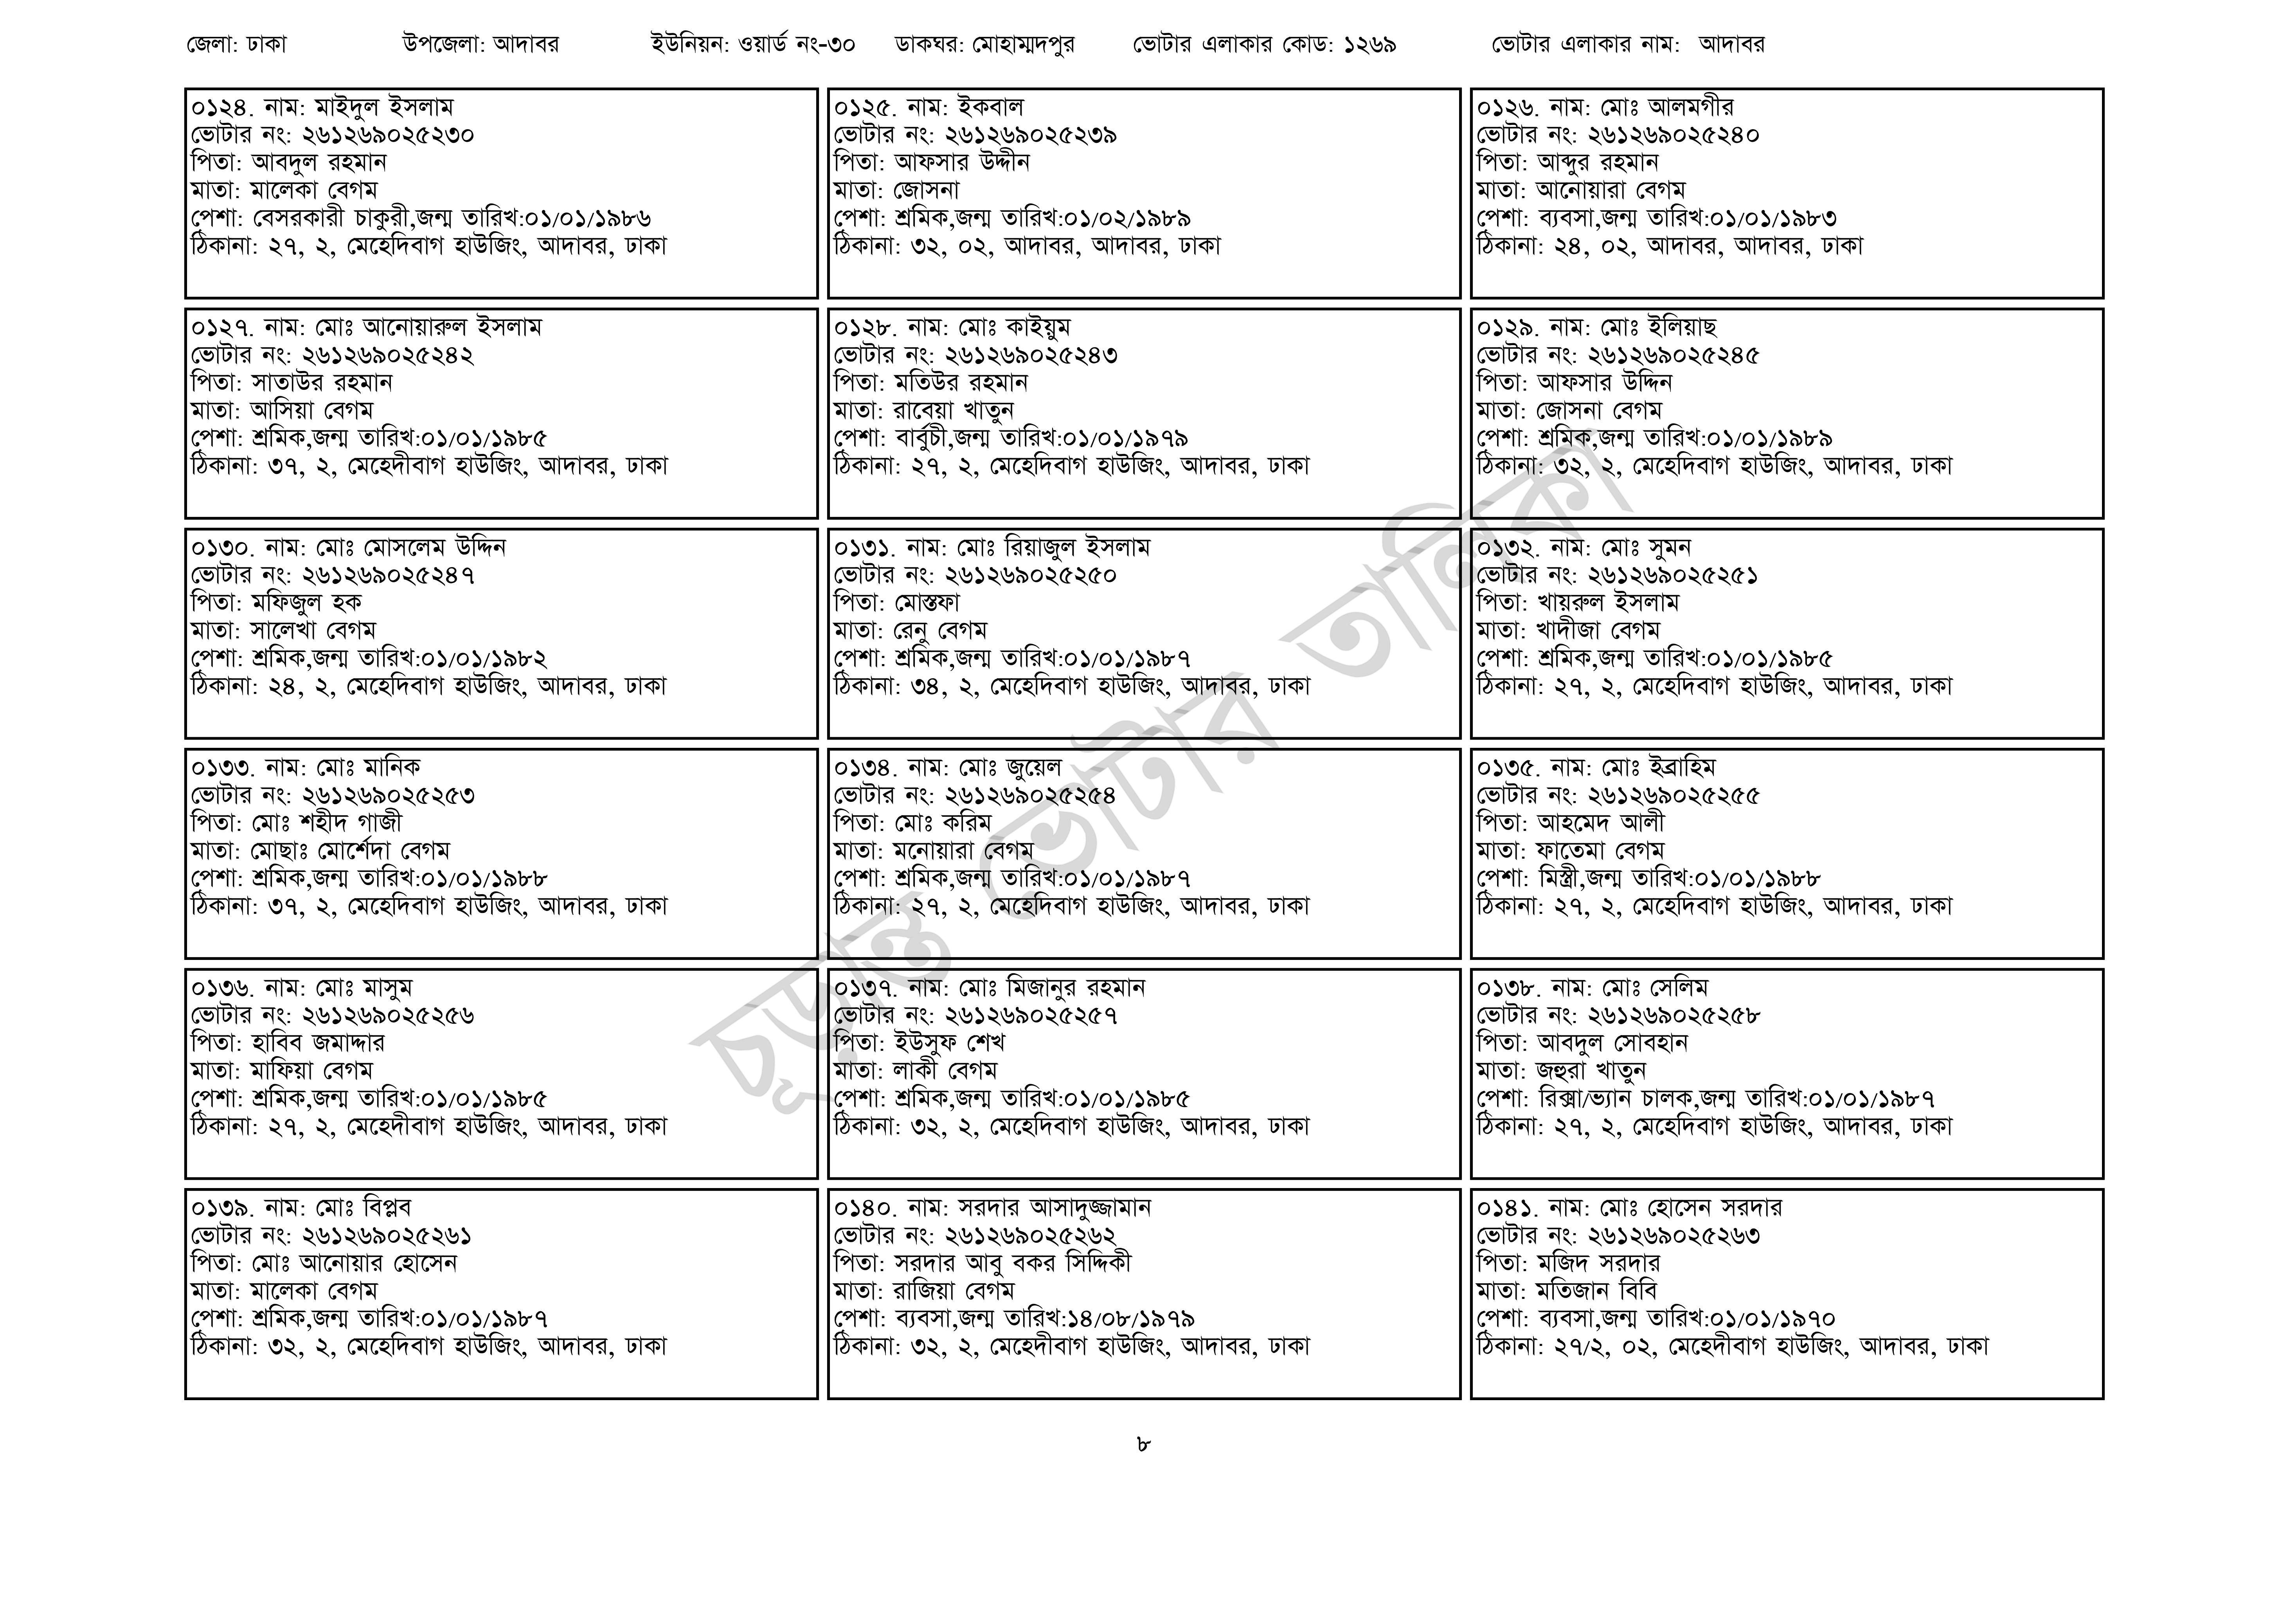 জেলা: ঢাকা উপজেলা: আদাবর ইউনিয়ন: ওয়ার্ড নং-৩০ ডাকঘর: মোহাম্মদপুর ভোটার এলাকার কোড: ১২৬৯ ভোটার এলাকার নাম: আদাবর
০১২৪. নাম: মাইদুল ইসলাম
ভোটার নং: ২৬১২৬৯০২৫২৩০
পিতা: আবদুল রহমান
মাতা: মালেকা বেগম
পেশা: বেসরকারী চাকুরী,জন্ম তারিখ:০১/০১/১৯৮৬
ঠিকানা: ২৭, ২, মেহেদিবাগ হাউজিং, আদাবর, ঢাকা
০১২৫. নাম: ইকবাল
ভোটার নং: ২৬১২৬৯০২৫২৩৯
পিতা: আফসার উদ্দীন
মাতা: জোসনা
পেশা: শ্রমিক,জন্ম তারিখ:০১/০২/১৯৮৯
ঠিকানা: ৩২, ০২, আদাবর, আদাবর, ঢাকা
০১২৬. নাম: মোঃ আলমগীর
ভোটার নং: ২৬১২৬৯০২৫২৪০
পিতা: আব্দুর রহমান
মাতা: আনোয়ারা বেগম
পেশা: ব্যবসা,জন্ম তারিখ:০১/০১/১৯৮৩
ঠিকানা: ২৪, ০২, আদাবর, আদাবর, ঢাকা
০১২৭. নাম: মোঃ আনোয়ারুল ইসলাম
ভোটার নং: ২৬১২৬৯০২৫২৪২
পিতা: সাতাউর রহমান
মাতা: আসিয়া বেগম
পেশা: শ্রমিক,জন্ম তারিখ:০১/০১/১৯৮৫
ঠিকানা: ৩৭, ২, মেহেদীবাগ হাউজিং, আদাবর, ঢাকা
০১২৮. নাম: মোঃ কাইয়ুম
ভোটার নং: ২৬১২৬৯০২৫২৪৩
পিতা: মতিউর রহমান
মাতা: রাবেয়া খাতুন
পেশা: বার্বুচী,জন্ম তারিখ:০১/০১/১৯৭৯
ঠিকানা: ২৭, ২, মেহেদিবাগ হাউজিং, আদাবর, ঢাকা
০১২৯. নাম: মোঃ ইলিয়াছ
ভোটার নং: ২৬১২৬৯০২৫২৪৫
পিতা: আফসার উদ্দিন
মাতা: জোসনা বেগম
পেশা: শ্রমিক,জন্ম তারিখ:০১/০১/১৯৮৯
ঠিকানা: ৩২, ২, মেহেদিবাগ হাউজিং, আদাবর, ঢাকা
০১৩০. নাম: মোঃ মোসলেম উদ্দিন
ভোটার নং: ২৬১২৬৯০২৫২৪৭
পিতা: মফিজুল হক
মাতা: সালেখা বেগম
পেশা: শ্রমিক,জন্ম তারিখ:০১/০১/১৯৮২
ঠিকানা: ২৪, ২, মেহেদিবাগ হাউজিং, আদাবর, ঢাকা
০১৩১. নাম: মোঃ রিয়াজুল ইসলাম
ভোটার নং: ২৬১২৬৯০২৫২৫০
পিতা: মোস্তফা
মাতা: রেনু বেগম
পেশা: শ্রমিক,জন্ম তারিখ:০১/০১/১৯৮৭
ঠিকানা: ৩৪, ২, মেহেদিবাগ হাউজিং, আদাবর, ঢাকা
০১৩২. নাম: মোঃ সুমন
ভোটার নং: ২৬১২৬৯০২৫২৫১
পিতা: খায়রুল ইসলাম
মাতা: খাদীজা বেগম
পেশা: শ্রমিক,জন্ম তারিখ:০১/০১/১৯৮৫
ঠিকানা: ২৭, ২, মেহেদিবাগ হাউজিং, আদাবর, ঢাকা
০১৩৩. নাম: মোঃ মানিক
ভোটার নং: ২৬১২৬৯০২৫২৫৩
পিতা: মোঃ শহীদ গাজী
মাতা: মোছাঃ মোর্শেদা বেগম
পেশা: শ্রমিক,জন্ম তারিখ:০১/০১/১৯৮৮
ঠিকানা: ৩৭, ২, মেহেদিবাগ হাউজিং, আদাবর, ঢাকা
০১৩৪. নাম: মোঃ জুয়েল
ভোটার নং: ২৬১২৬৯০২৫২৫৪
পিতা: মোঃ করিম
মাতা: মনোয়ারা বেগম
পেশা: শ্রমিক,জন্ম তারিখ:০১/০১/১৯৮৭
ঠিকানা: ২৭, ২, মেহেদিবাগ হাউজিং, আদাবর, ঢাকা
০১৩৫. নাম: মোঃ ইব্রাহিম
ভোটার নং: ২৬১২৬৯০২৫২৫৫
পিতা: আহমেদ আলী
মাতা: ফাতেমা বেগম
পেশা: মিস্ত্রী,জন্ম তারিখ:০১/০১/১৯৮৮
ঠিকানা: ২৭, ২, মেহেদিবাগ হাউজিং, আদাবর, ঢাকা
০১৩৬. নাম: মোঃ মাসুম
ভোটার নং: ২৬১২৬৯০২৫২৫৬
পিতা: হাবিব জমাদ্দার
মাতা: মাফিয়া বেগম
পেশা: শ্রমিক,জন্ম তারিখ:০১/০১/১৯৮৫
ঠিকানা: ২৭, ২, মেহেদীবাগ হাউজিং, আদাবর, ঢাকা
০১৩৭. নাম: মোঃ মিজানুর রহমান
ভোটার নং: ২৬১২৬৯০২৫২৫৭
পিতা: ইউসুফ শেখ
মাতা: লাকী বেগম
পেশা: শ্রমিক,জন্ম তারিখ:০১/০১/১৯৮৫
ঠিকানা: ৩২, ২, মেহেদিবাগ হাউজিং, আদাবর, ঢাকা
০১৩৮. নাম: মোঃ সেলিম
ভোটার নং: ২৬১২৬৯০২৫২৫৮
পিতা: আবদুল সোবহান
মাতা: জহুরা খাতুন
পেশা: রিক্সা/ভ্যান চালক,জন্ম তারিখ:০১/০১/১৯৮৭
ঠিকানা: ২৭, ২, মেহেদিবাগ হাউজিং, আদাবর, ঢাকা
০১৩৯. নাম: মোঃ বিপ্লব
ভোটার নং: ২৬১২৬৯০২৫২৬১
পিতা: মোঃ আনোয়ার হোসেন
মাতা: মালেকা বেগম
পেশা: শ্রমিক,জন্ম তারিখ:০১/০১/১৯৮৭
ঠিকানা: ৩২, ২, মেহেদিবাগ হাউজিং, আদাবর, ঢাকা
০১৪০. নাম: সরদার আসাদুজ্জামান
ভোটার নং: ২৬১২৬৯০২৫২৬২
পিতা: সরদার আবু বকর সিদ্দিকী
মাতা: রাজিয়া বেগম
পেশা: ব্যবসা,জন্ম তারিখ:১৪/০৮/১৯৭৯
ঠিকানা: ৩২, ২, মেহেদীবাগ হাউজিং, আদাবর, ঢাকা
০১৪১. নাম: মোঃ হোসেন সরদার
ভোটার নং: ২৬১২৬৯০২৫২৬৩
পিতা: মজিদ সরদার
মাতা: মতিজান বিবি
পেশা: ব্যবসা,জন্ম তারিখ:০১/০১/১৯৭০
ঠিকানা: ২৭/২, ০২, মেহেদীবাগ হাউজিং, আদাবর, ঢাকা
চূড়ান্ত ভোটার তালিকা
৮